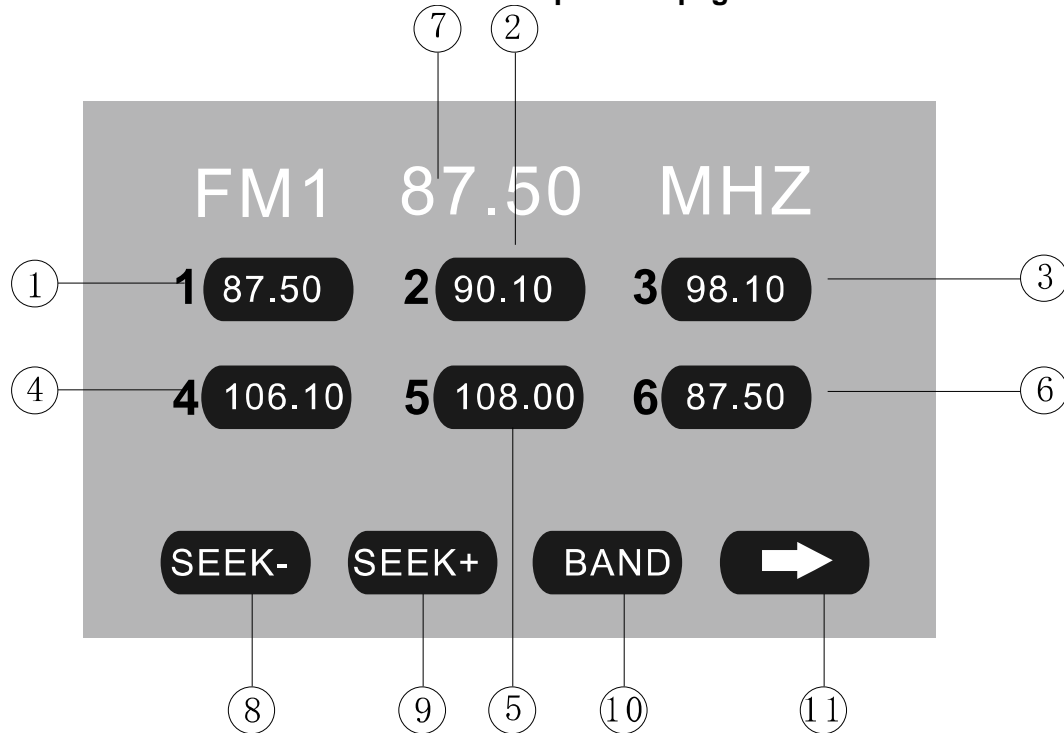 ⑦ ②
FM1 87.50 MHZ
① 1 87.50 2 90.10 3 98.10 ③
④ 4 106.10 5 108.00 6 87.50 ⑥
SEEK- SEEK+ BAND
⑧ ⑨ ⑤ ⑩ ⑪